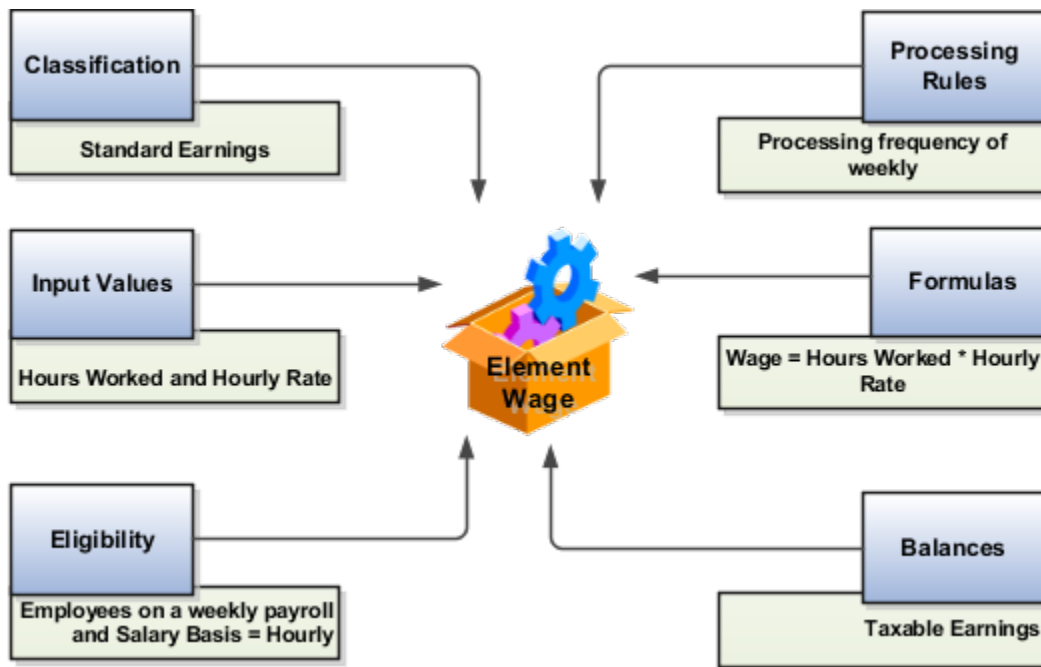 Classification
Standard Earnings
Processing
Rules
Processing frequency of
weekly
Input Values
Hours Worked and Hourly Rate
Element
Wage
Formulas
Wage = Hours Worked * Hourly
Rate
Eligibility
Employees on a weekly payroll
and Salary Basis = Hourly
Balances
Taxable Earnings